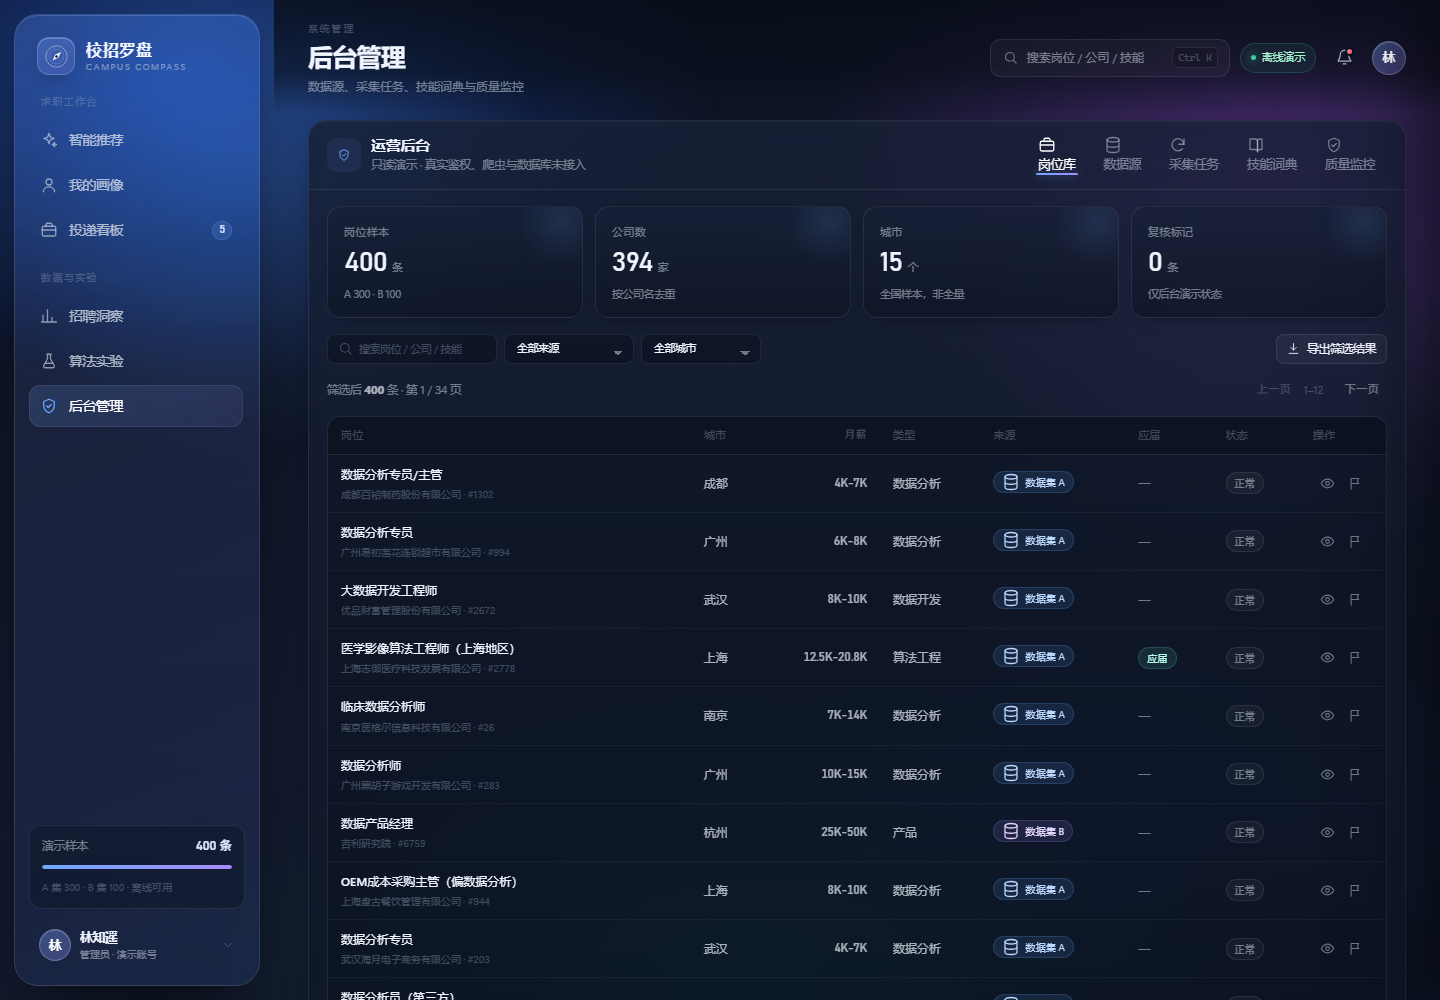 校招罗盘
CAMPUS COMPASS
求职工作台
智能推荐
我的画像
投递看板
5
数据与实验
招聘洞察
算法实验
后台管理
演示样本
400 条
A 集 300 · B 集 100 · 离线可用
林
林知遥
管理员 · 演示账号
系统管理
后台管理
数据源、采集任务、技能词典与质量监控
搜索岗位 / 公司 / 技能
Ctrl K
离线演示
林
运营后台
只读演示 · 真实鉴权、爬虫与数据库未接入
岗位库
数据源
采集任务
技能词典
质量监控
岗位样本
400 条
A 300 · B 100
公司数
394 家
按公司名去重
城市
15 个
全国样本，非全量
复核标记
0 条
仅后台演示状态
搜索岗位 / 公司 / 技能
全部来源
全部城市
导出筛选结果
筛选后 400 条 · 第 1 / 34 页
上一页
1–12
下一页
岗位 城市 月薪 类型 来源 应届 状态 操作
数据分析专员/主管
成都百裕制药股份有限公司 · #1302
成都 4K-7K 数据分析 数据集 A — 正常
数据分析专员
广州易初莲花连锁超市有限公司 · #994
广州 6K-8K 数据分析 数据集 A — 正常
大数据开发工程师
优品财富管理股份有限公司 · #2672
武汉 8K-10K 数据开发 数据集 A — 正常
医学影像算法工程师（上海地区）
上海志御医疗科技发展有限公司 · #2778
上海 12.5K-20.8K 算法工程 数据集 A 应届 正常
临床数据分析师
南京医格尔信息科技有限公司 · #26
南京 7K-14K 数据分析 数据集 A — 正常
数据分析师
广州黑胡子游戏开发有限公司 · #283
广州 10K-15K 数据分析 数据集 A — 正常
数据产品经理
吉利研究院 · #6759
杭州 25K-50K 产品 数据集 B — 正常
OEM成本采购主管（偏数据分析）
上海盘古餐饮管理有限公司 · #944
上海 8K-10K 数据分析 数据集 A — 正常
数据分析专员
武汉海月电子商务有限公司 · #203
武汉 4K-7K 数据分析 数据集 A — 正常
数据分析员（第三方）